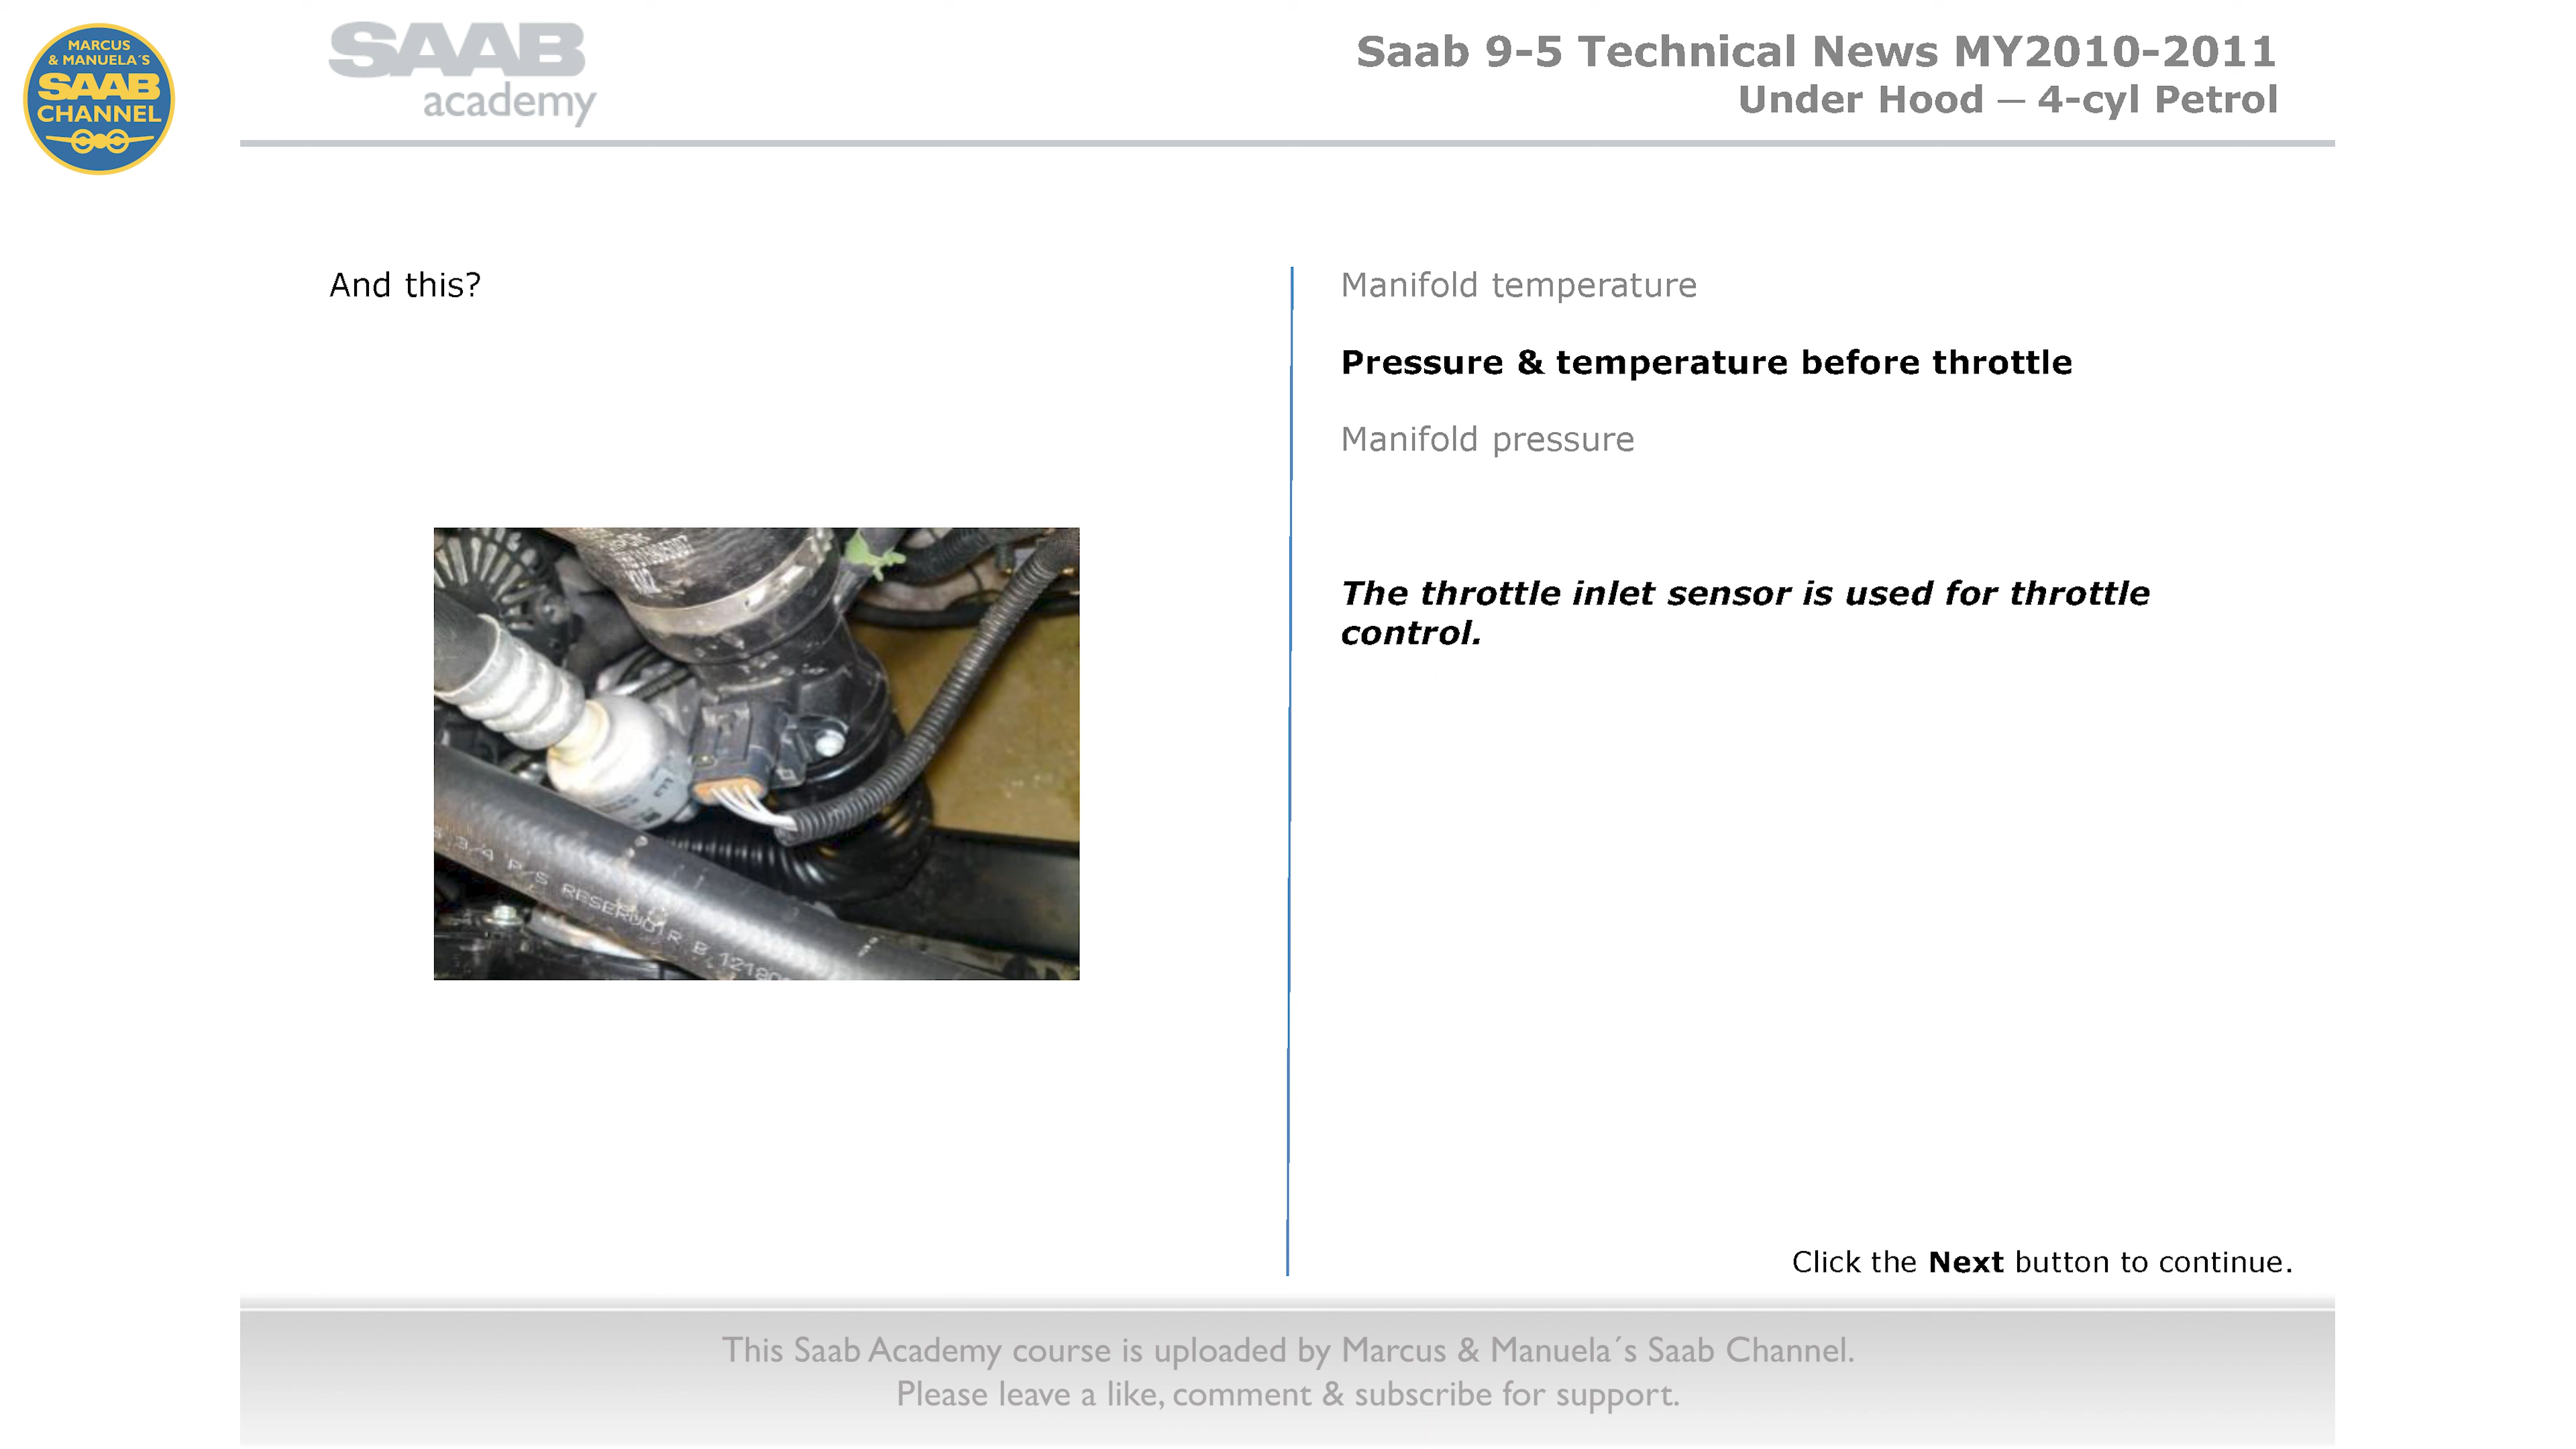 MARCUS
& MANUELA´S
SAAB
CHANNEL
SAAB
academy
Saab 9-5 Technical News MY2010-2011
Under Hood — 4-cyl Petrol
And this?
Manifold temperature
Pressure & temperature before throttle
Manifold pressure
The throttle inlet sensor is used for throttle
control.
3/4 P/S RESERVOIR B
Click the Next button to continue.
This Saab Academy course is uploaded by Marcus & Manuela´s Saab Channel.
Please leave a like, comment & subscribe for support.